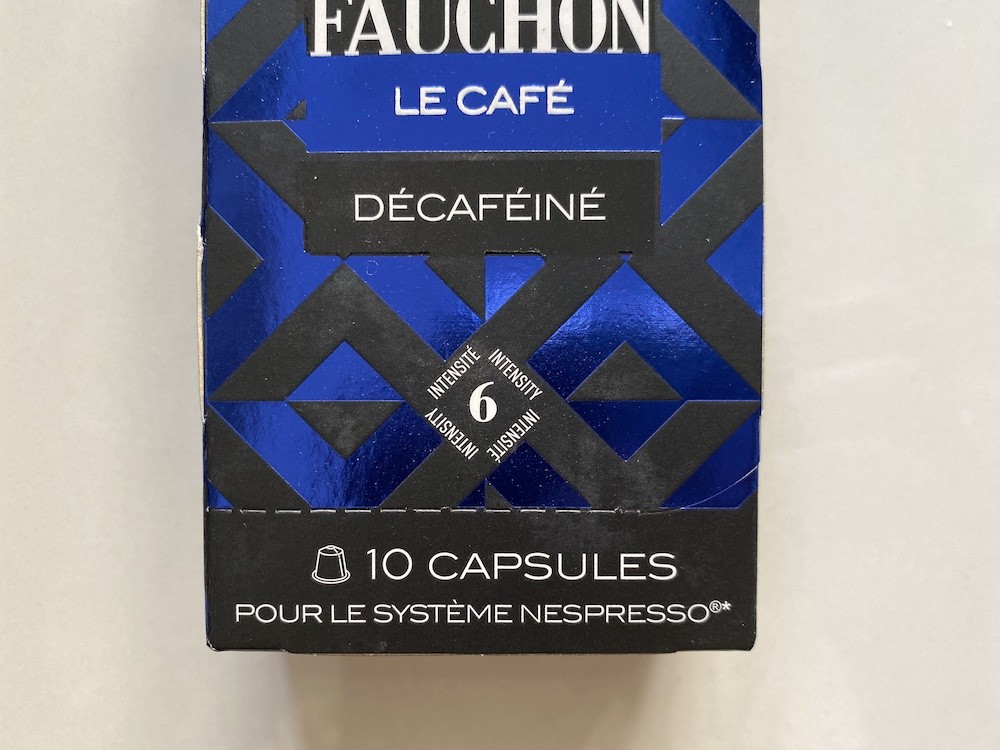 FAUCHON
LE CAFÉ
DÉCAFÉINÉ
INTENSITÉ INTENSITY
6
INTENSITY INTENSITÉ
10 CAPSULES
POUR LE SYSTÈME NESPRESSO®*